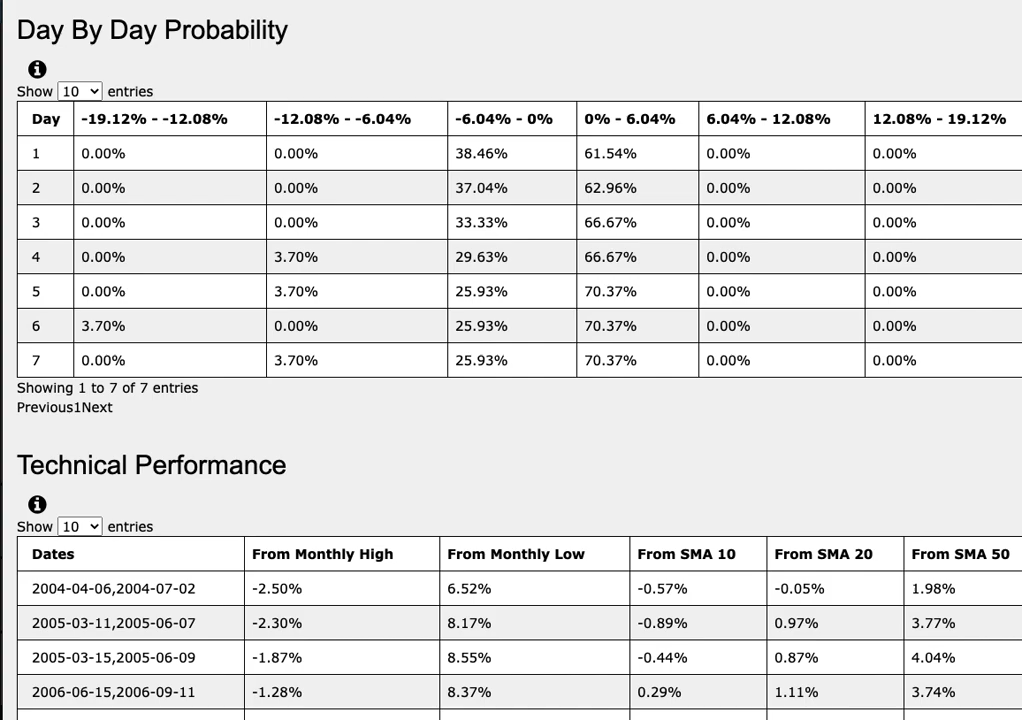 Day By Day Probability
Show 10 entries
Day -19.12% - -12.08% -12.08% - -6.04% -6.04% - 0% 0% - 6.04% 6.04% - 12.08% 12.08% - 19.12%
1 0.00% 0.00% 38.46% 61.54% 0.00% 0.00%
2 0.00% 0.00% 37.04% 62.96% 0.00% 0.00%
3 0.00% 0.00% 33.33% 66.67% 0.00% 0.00%
4 0.00% 3.70% 29.63% 66.67% 0.00% 0.00%
5 0.00% 3.70% 25.93% 70.37% 0.00% 0.00%
6 3.70% 0.00% 25.93% 70.37% 0.00% 0.00%
7 0.00% 3.70% 25.93% 70.37% 0.00% 0.00%
Showing 1 to 7 of 7 entries
Previous1Next
Technical Performance
Show 10 entries
Dates From Monthly High From Monthly Low From SMA 10 From SMA 20 From SMA 50
2004-04-06,2004-07-02 -2.50% 6.52% -0.57% -0.05% 1.98%
2005-03-11,2005-06-07 -2.30% 8.17% -0.89% 0.97% 3.77%
2005-03-15,2005-06-09 -1.87% 8.55% -0.44% 0.87% 4.04%
2006-06-15,2006-09-11 -1.28% 8.37% 0.29% 1.11% 3.74%